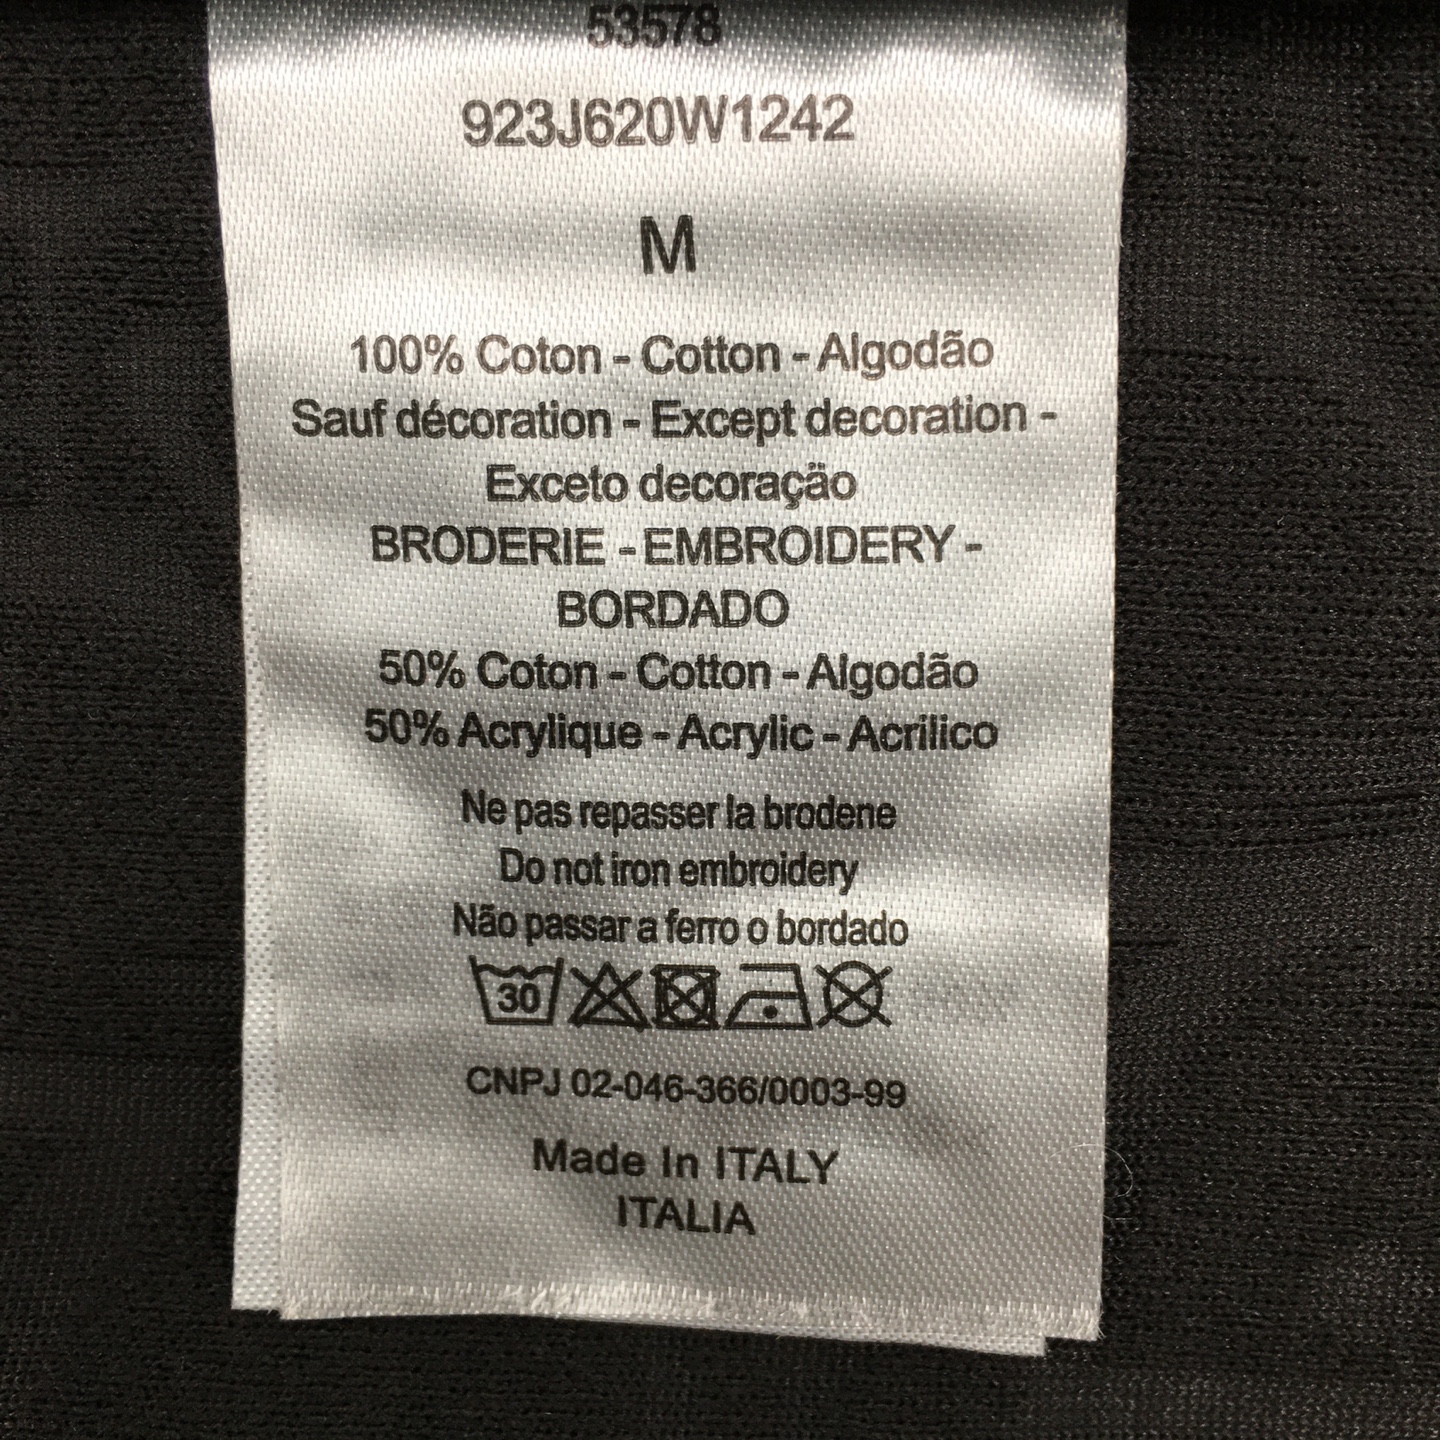 53578
923J620W1242
M
100% Coton - Cotton - Algodão
Sauf décoration - Except decoration -
Exceto decoraçäo
BRODERIE - EMBROIDERY -
BORDADO
50% Coton - Cotton - Algodão
50% Acrylique - Acrylic - Acrilico
Ne pas repasser la brodene
Do not iron embroidery
Não passar a ferro o bordado
30
CNPJ 02-046-366/0003-99
Made In ITALY
ITALIA